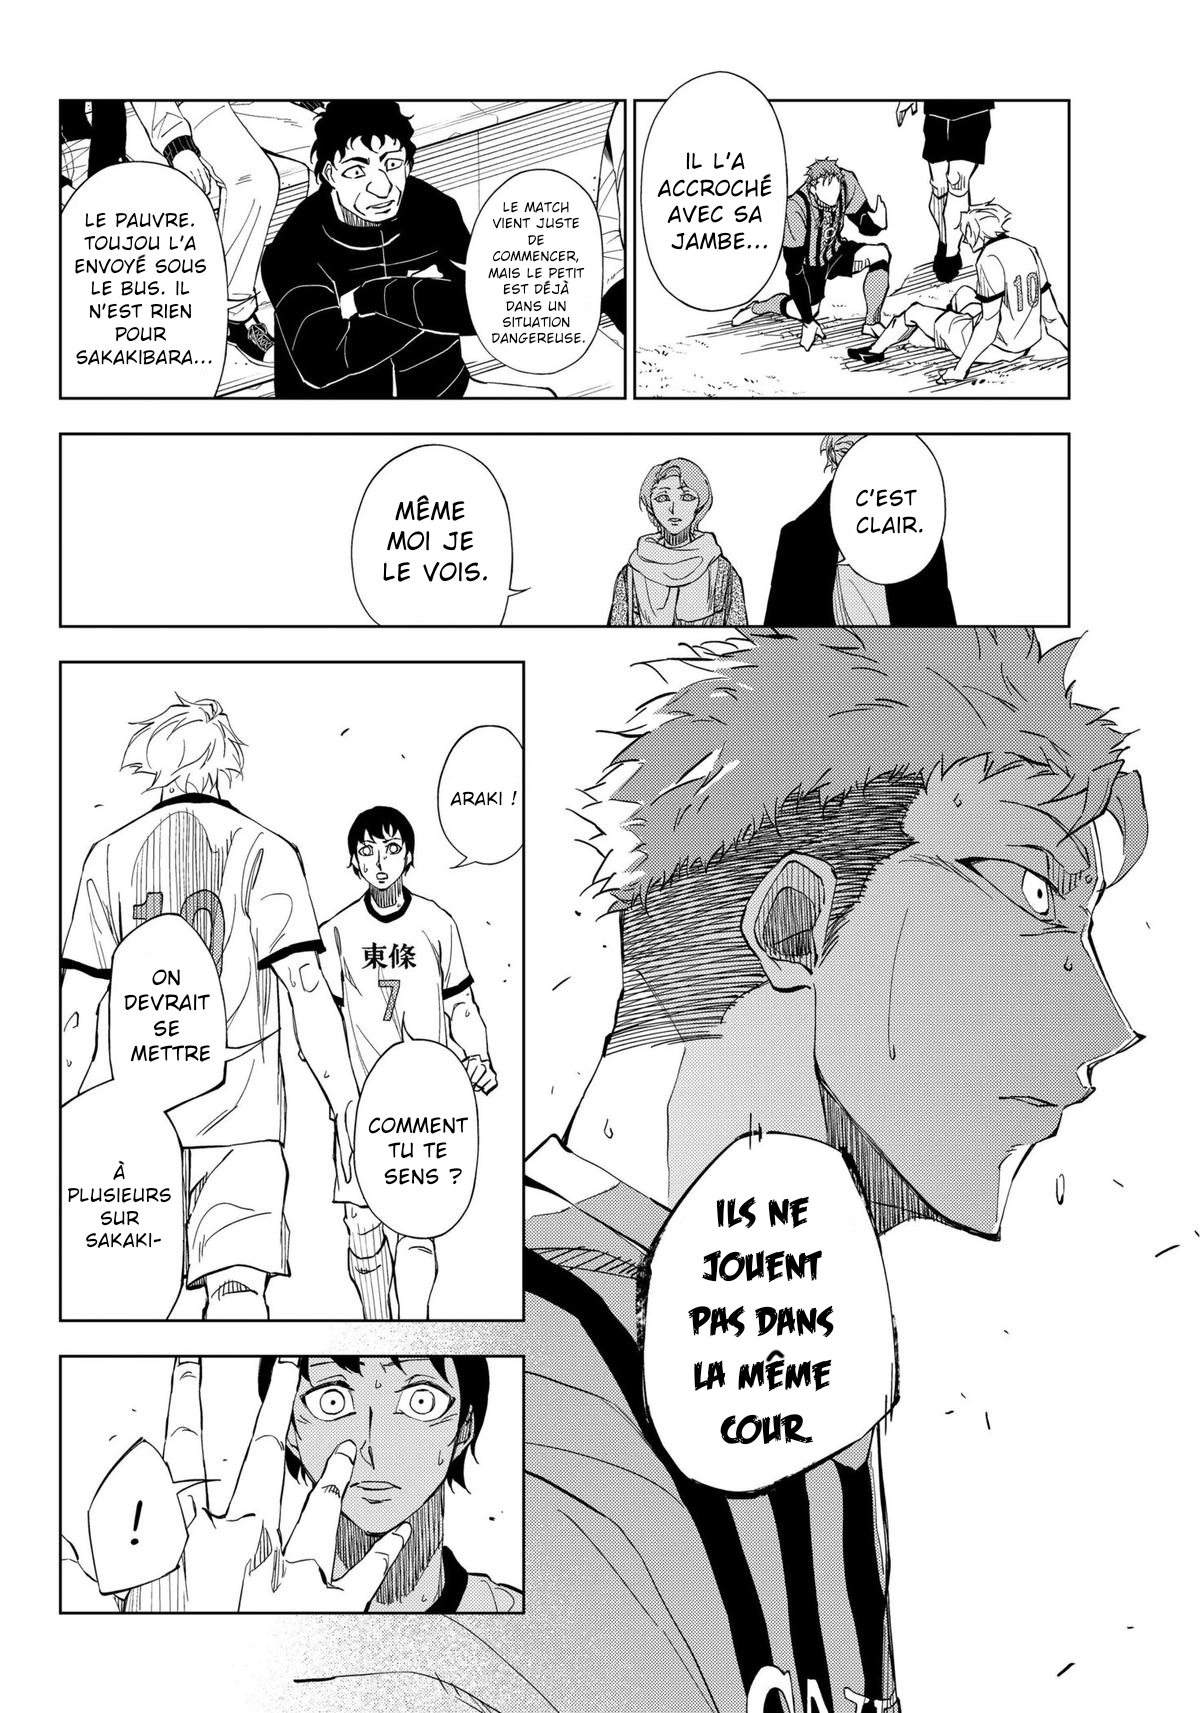 IL L'A
ACCROCHÉ
AVEC SA
JAMBE...
10
LE MATCH
VIENT JUSTE
DE
COMMENCER,
MAIS LE PETIT
EST DÉJÀ
DANS UN
SITUATION
DANGEREUSE.
LE PAUVRE.
TOUJOU L'A
ENVOYÉ SOUS
LE BUS. IL
N'EST RIEN
POUR
SAKAKIBARA...
C'EST
CLAIR.
MÊME
MOI JE
LE VOIS.
ILS NE
JOUENT
PAS DANS
LA MÊME
COUR.
ARAKI !
10
東條
7
COMMENT
TU TE
SENS ?
ON
DEVRAIT
SE
METTRE
À
PLUSIEURS
SUR
SAKAKI-
!